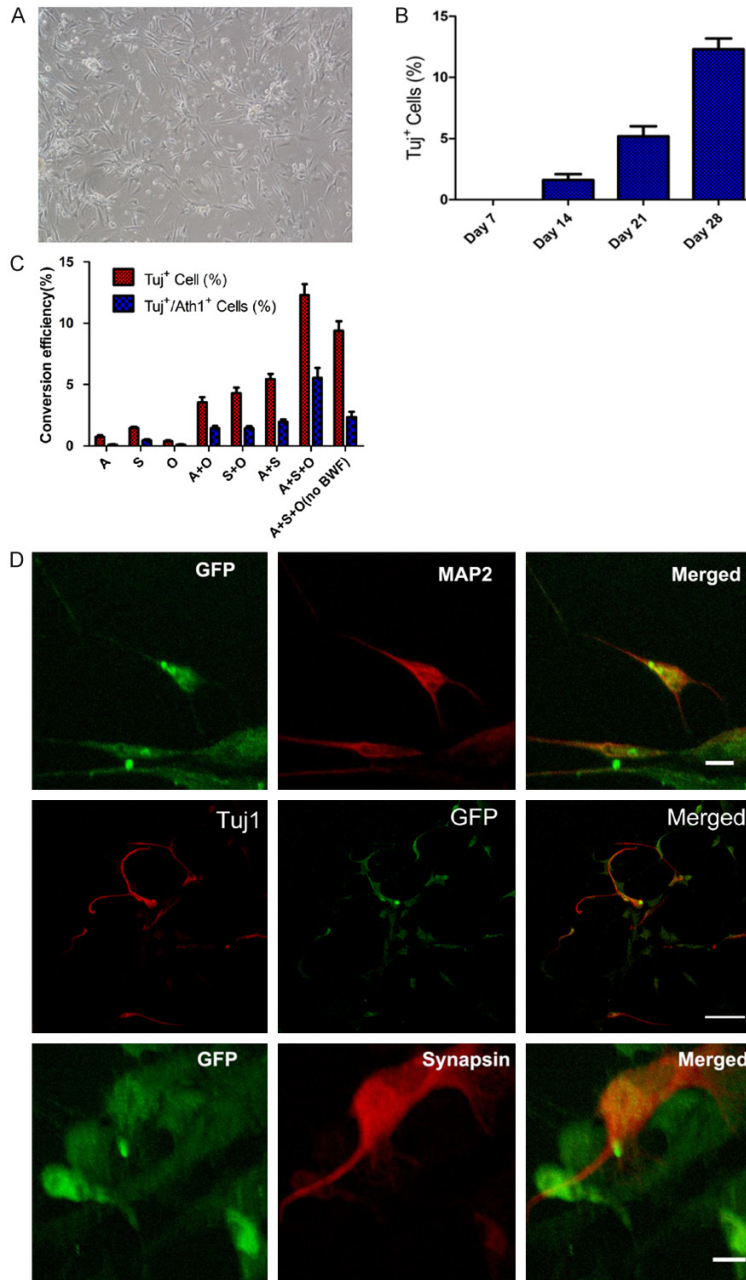 A
B
Tuj+ Cells (%)
15
10
5
0
Day 7
Day 14
Day 21
Day 28
C
Conversion efficiency(%)
15
10
5
0
Tuj+ Cell (%)
Tuj+/Ath1+ Cells (%)
A
S
O
A+O
S+O
A+S
A+S+O
A+S+O(no BWF)
D
GFP
MAP2
Merged
Tuj1
GFP
Merged
GFP
Synapsin
Merged